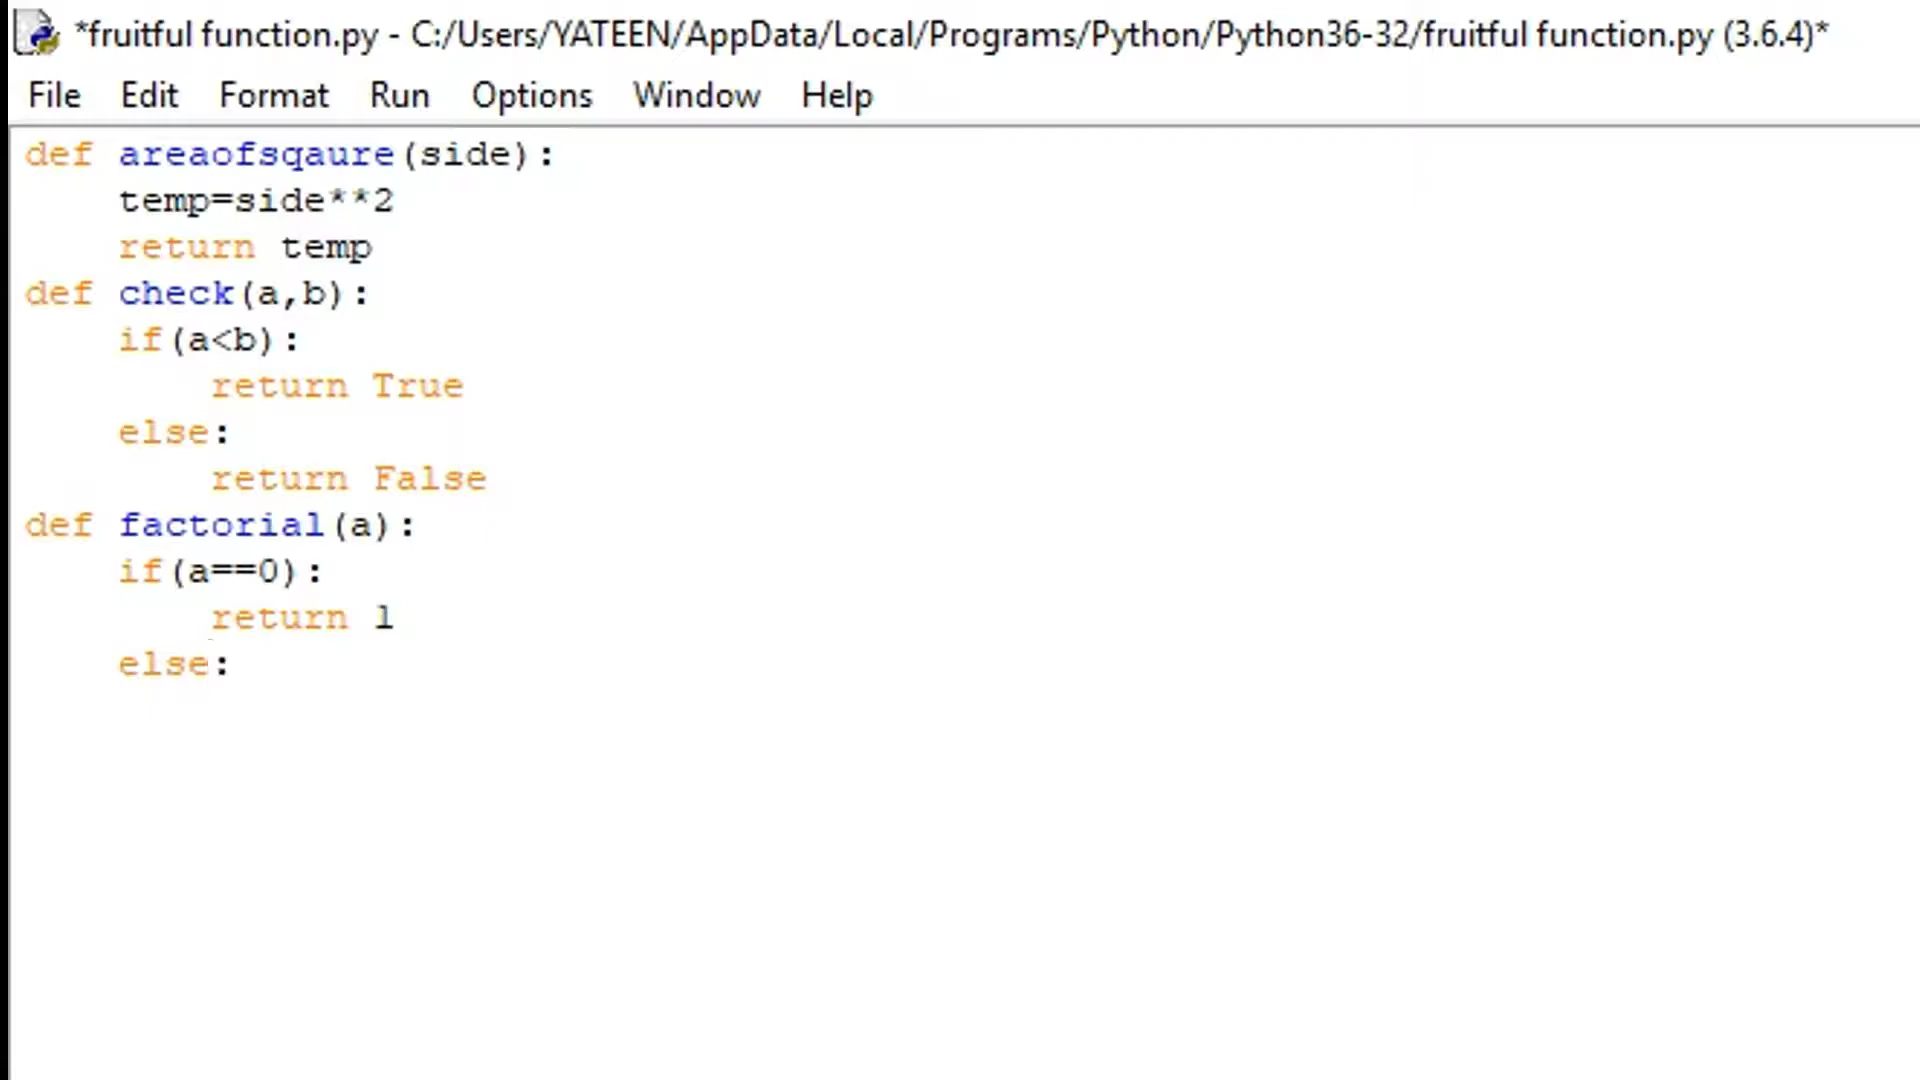 *fruitful function.py - C:/Users/YATEEN/AppData/Local/Programs/Python/Python36-32/fruitful function.py (3.6.4)*
File Edit Format Run Options Window Help
def areaofsqaure(side):
    temp=side**2
    return temp
def check(a,b):
    if(a<b):
        return True
    else:
        return False
def factorial(a):
    if(a==0):
        return 1
    else: